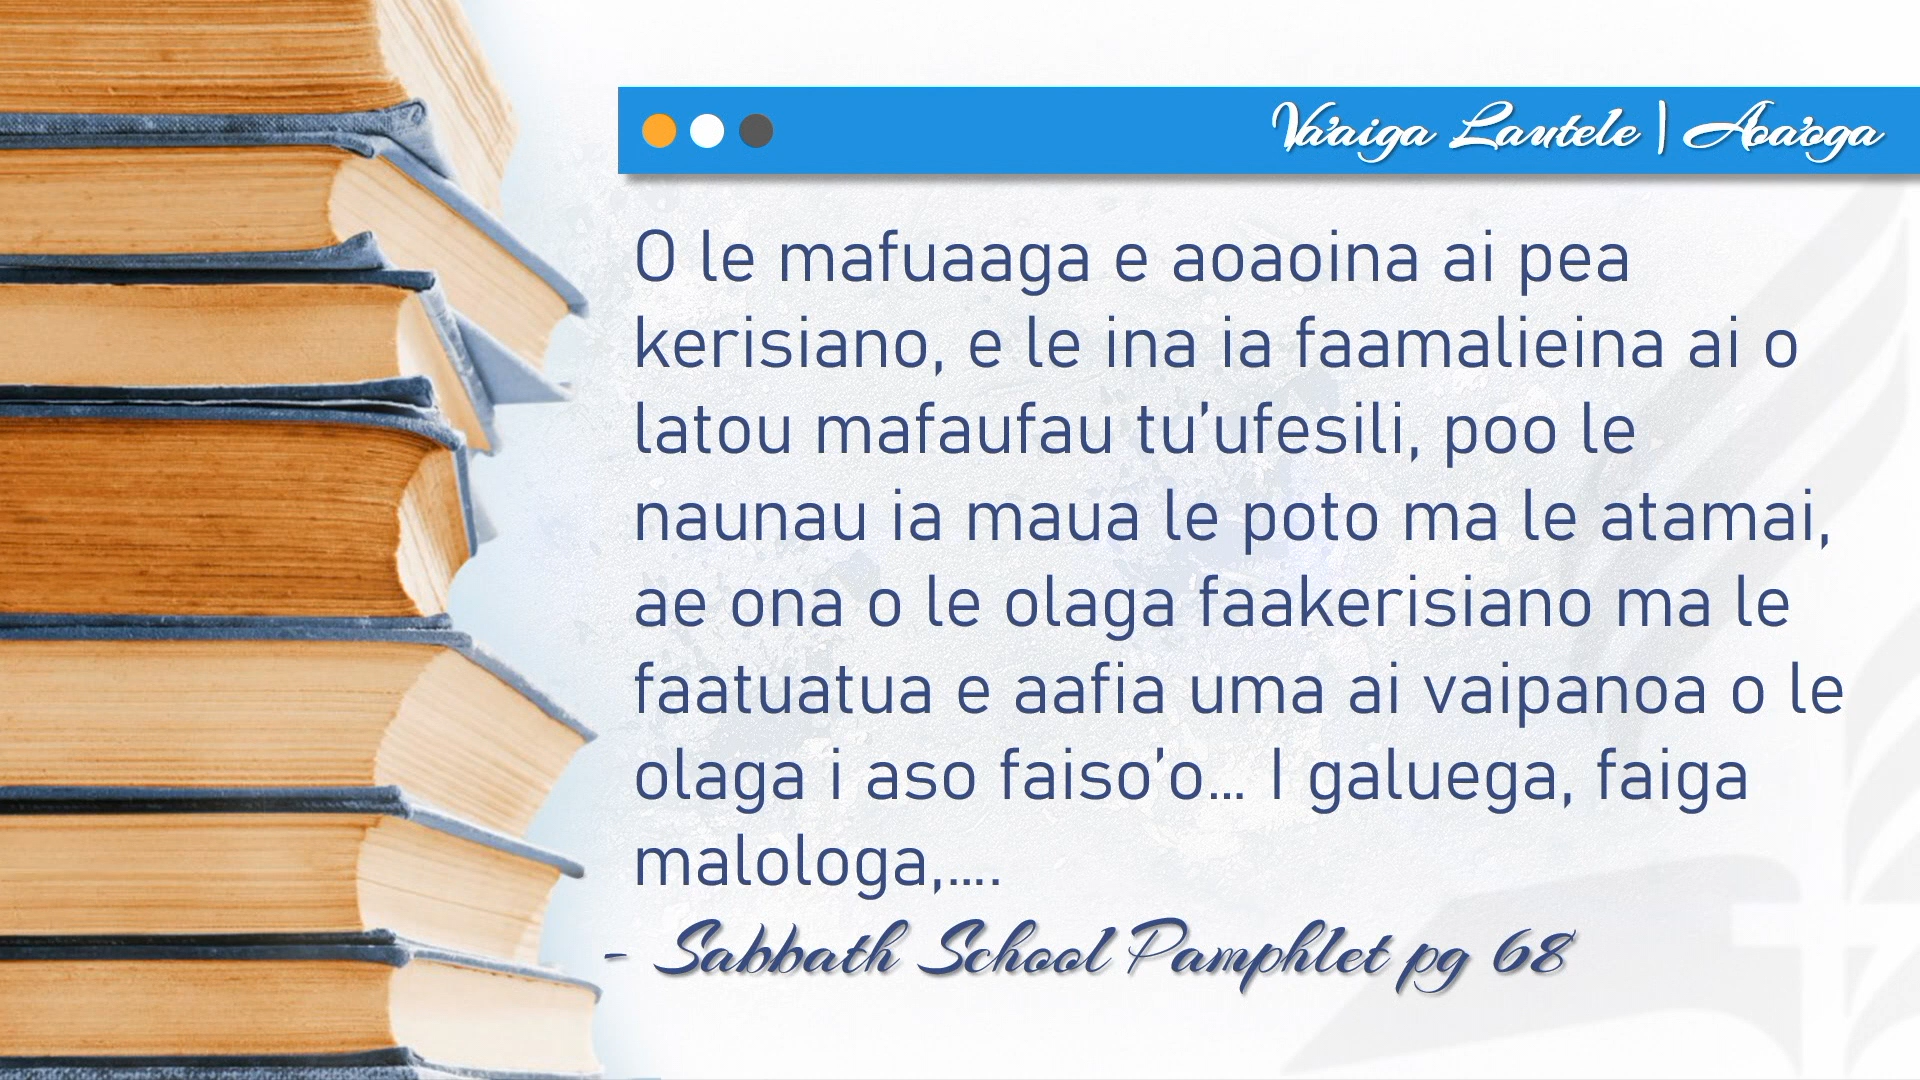 Va'aiga Lautele | Aoa'oga
O le mafuaaga e aoaoina ai pea
kerisiano, e le ina ia faamalieina ai o
latou mafaufau tu’ufesili, poo le
naunau ia maua le poto ma le atamai,
ae ona o le olaga faakerisiano ma le
faatuatua e aafia uma ai vaipanoa o le
olaga i aso faiso’o… I galuega, faiga
malologa,….
- Sabbath School Pamphlet pg 68